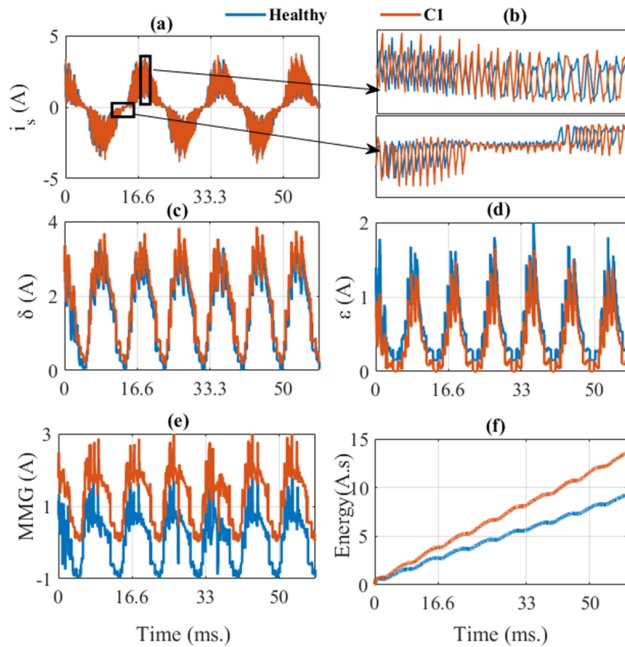 Healthy C1
(a) (b)
5
0
-5
i_s (A)
0 16.6 33.3 50
(c) (d)
4
2
0
δ (A)
0 16.6 33.3 50
2
1
0
ε (A)
0 16.6 33 50
(e) (f)
3
1
-1
MMG (A)
0 16.6 33 50
Time (ms.)
15
10
5
0
Energy(A.s)
0 16.6 33 50
Time (ms.)